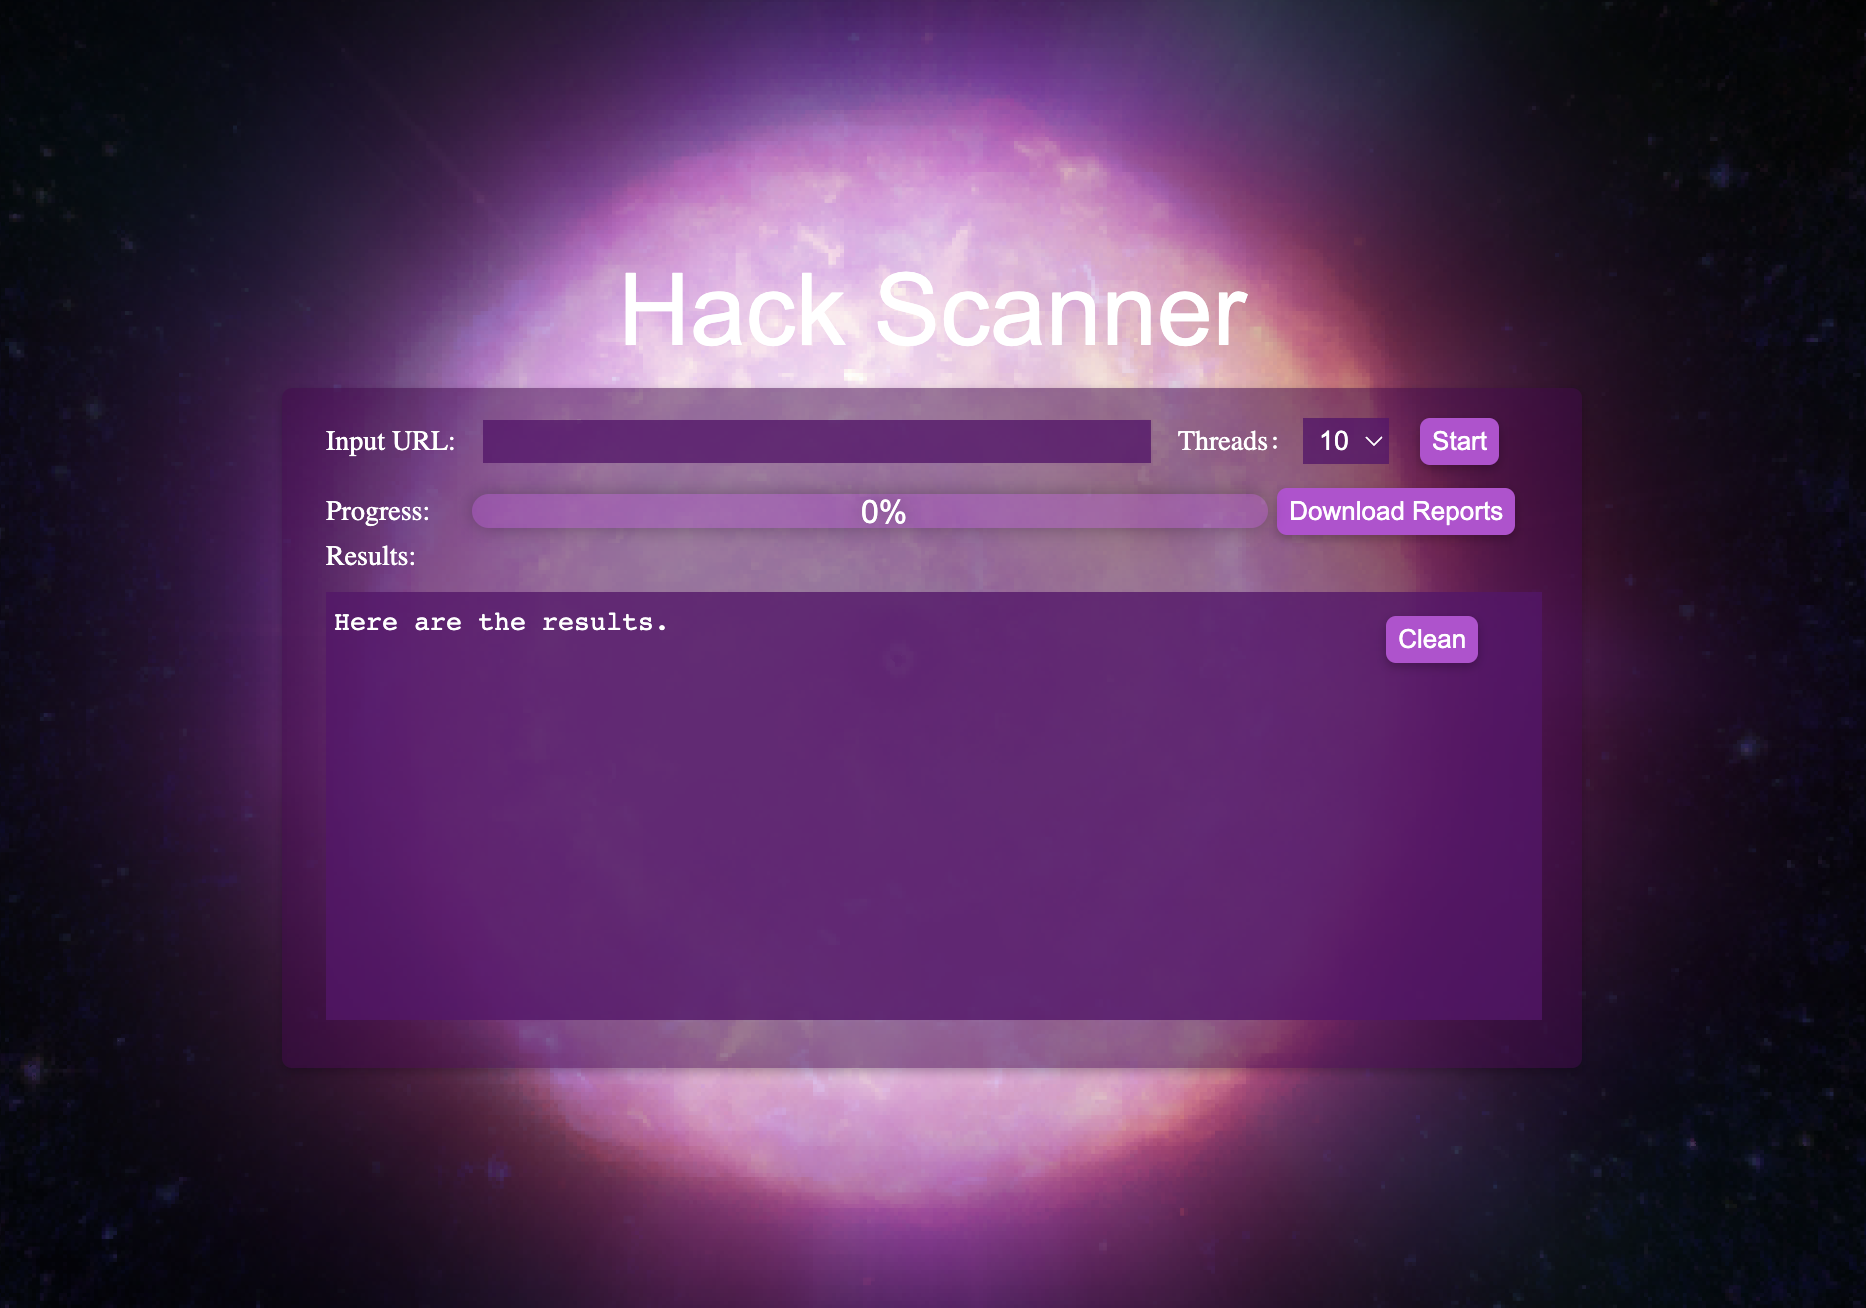 Hack Scanner
Input URL: Threads： 10 Start
Progress: 0% Download Reports
Results:
Here are the results. Clean